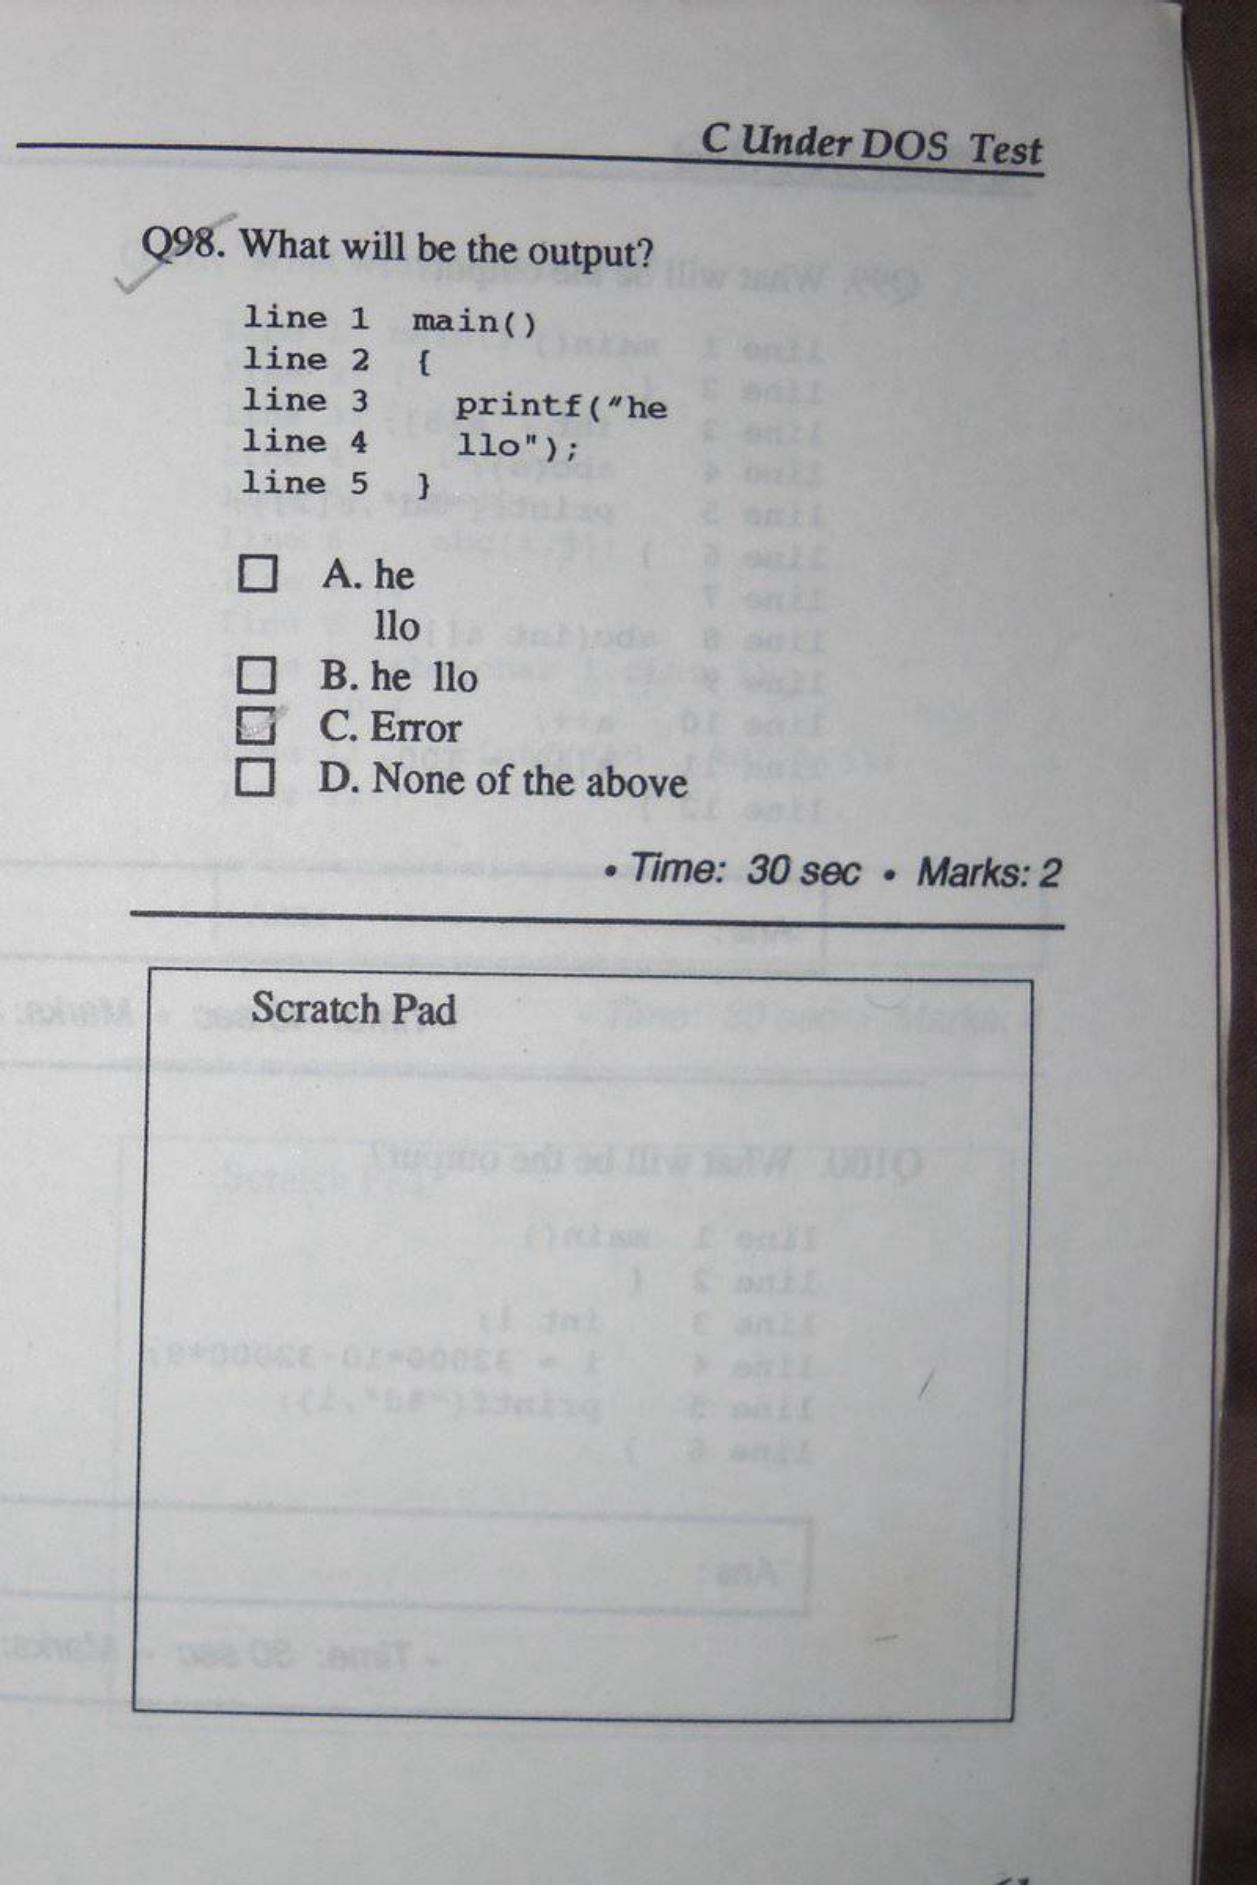 C Under DOS Test
Q98. What will be the output?
line 1 main()
line 2 {
line 3 printf("he
line 4 llo");
line 5 }
A. he
llo
B. he llo
C. Error
D. None of the above
• Time: 30 sec • Marks: 2
Scratch Pad